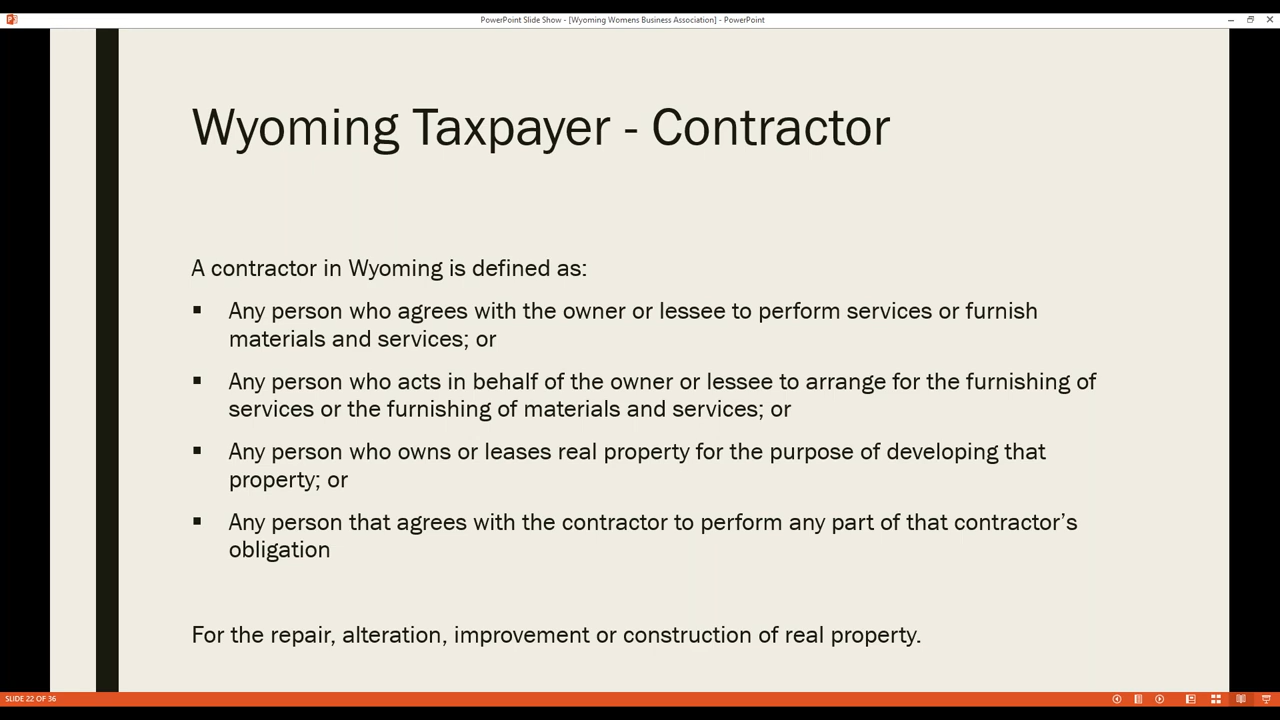 PowerPoint Slide Show - [Wyoming Womens Business Association] - PowerPoint
Wyoming Taxpayer - Contractor
A contractor in Wyoming is defined as:
▪ Any person who agrees with the owner or lessee to perform services or furnish
materials and services; or
▪ Any person who acts in behalf of the owner or lessee to arrange for the furnishing of
services or the furnishing of materials and services; or
▪ Any person who owns or leases real property for the purpose of developing that
property; or
▪ Any person that agrees with the contractor to perform any part of that contractor’s
obligation
For the repair, alteration, improvement or construction of real property.
SLIDE 22 OF 36